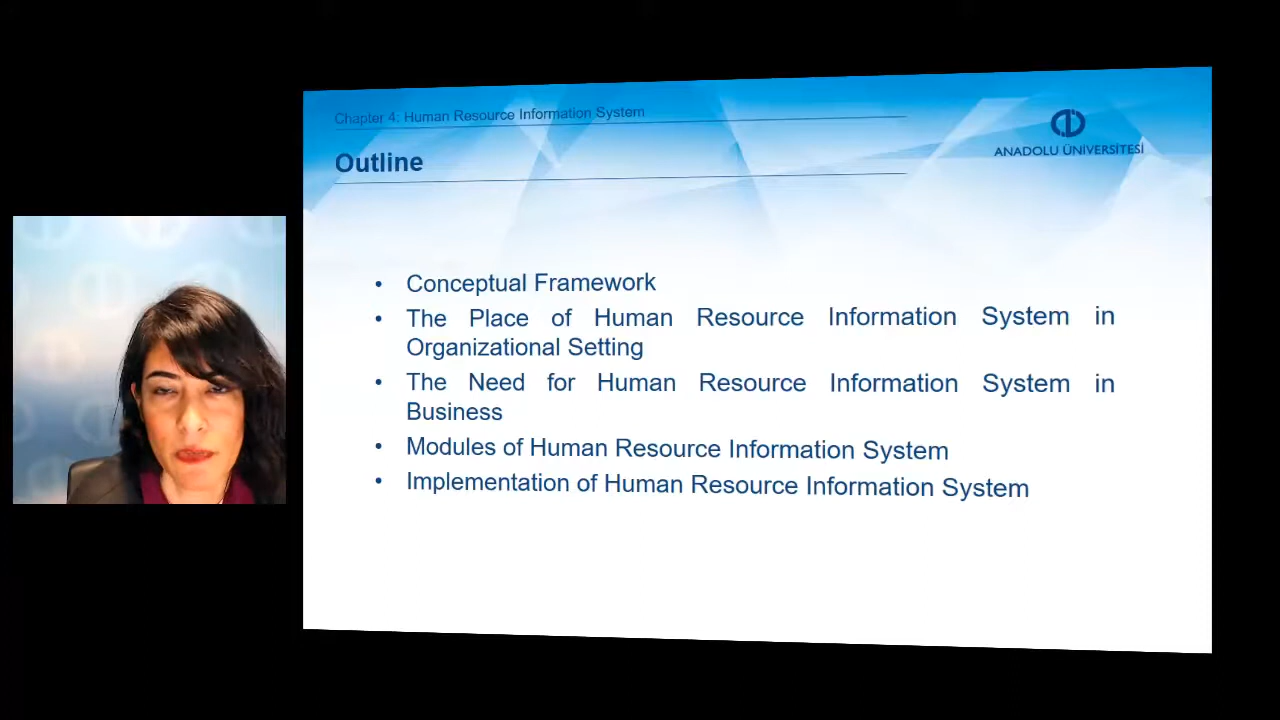 Chapter 4: Human Resource Information System
ANADOLU ÜNİVERSİTESİ
Outline
• Conceptual Framework
• The Place of Human Resource Information System in
Organizational Setting
• The Need for Human Resource Information System in
Business
• Modules of Human Resource Information System
• Implementation of Human Resource Information System